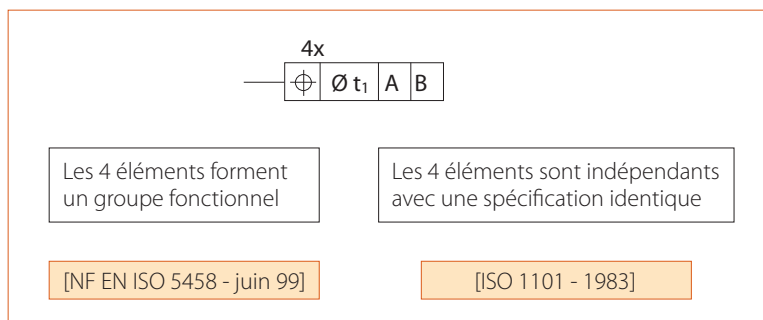 4x
⌖ Ø t₁ A B
Les 4 éléments forment
un groupe fonctionnel
Les 4 éléments sont indépendants
avec une spécification identique
[NF EN ISO 5458 - juin 99]
[ISO 1101 - 1983]